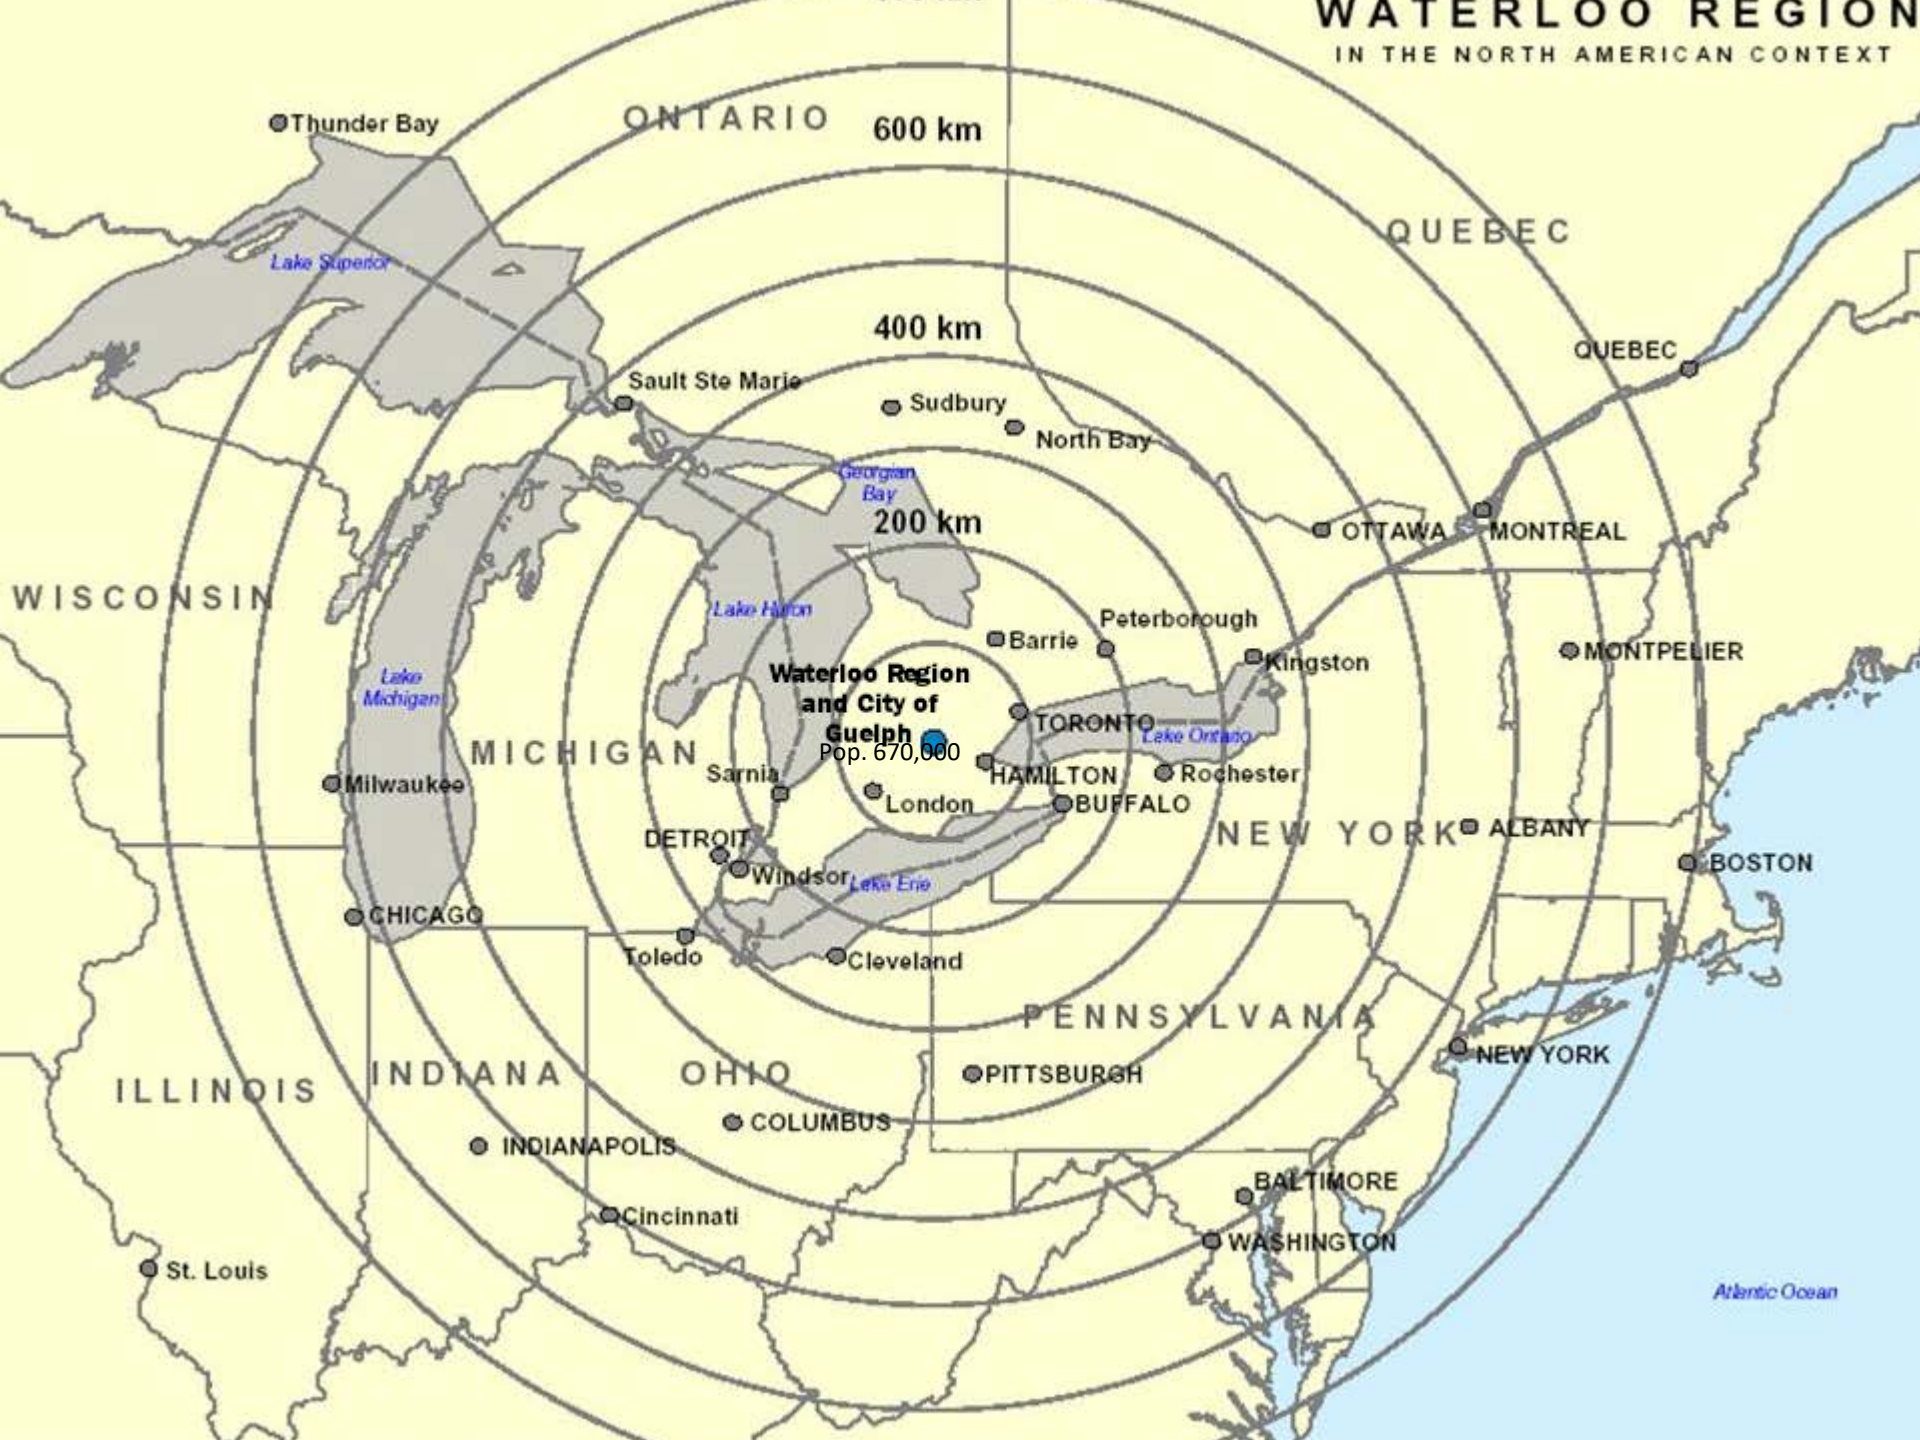 WATERLOO REGION
IN THE NORTH AMERICAN CONTEXT
Thunder Bay
ONTARIO
600 km
QUEBEC
Lake Superior
400 km
QUEBEC
Sault Ste Marie
Sudbury
North Bay
Georgian
Bay
200 km
OTTAWA
MONTREAL
WISCONSIN
Lake Huron
Peterborough
Barrie
MONTPELIER
Kingston
Waterloo Region
and City of
Guelph
Pop. 670,000
Lake
Michigan
TORONTO
Lake Ontario
MICHIGAN
Sarnia
HAMILTON
Rochester
Milwaukee
London
BUFFALO
NEW YORK
ALBANY
DETROIT
BOSTON
Windsor
Lake Erie
CHICAGO
Toledo
Cleveland
PENNSYLVANIA
NEW YORK
ILLINOIS
INDIANA
OHIO
PITTSBURGH
COLUMBUS
INDIANAPOLIS
BALTIMORE
Cincinnati
WASHINGTON
St. Louis
Atlantic Ocean